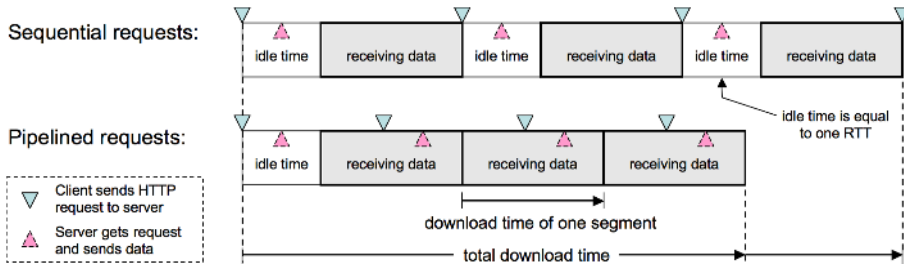 Sequential requests:
idle time
receiving data
idle time
receiving data
idle time
receiving data
idle time is equal
to one RTT
Pipelined requests:
idle time
receiving data
receiving data
receiving data
Client sends HTTP
request to server
Server gets request
and sends data
download time of one segment
total download time